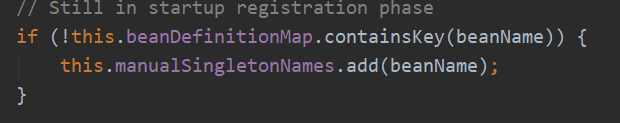 // Still in startup registration phase
if (!this.beanDefinitionMap.containsKey(beanName)) {
this.manualSingletonNames.add(beanName);
}